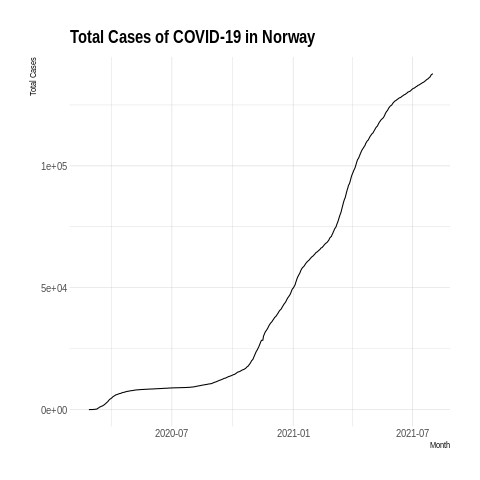 Total Cases of COVID-19 in Norway
Total Cases
1e+05
5e+04
0e+00
2020-07 2021-01 2021-07
Month